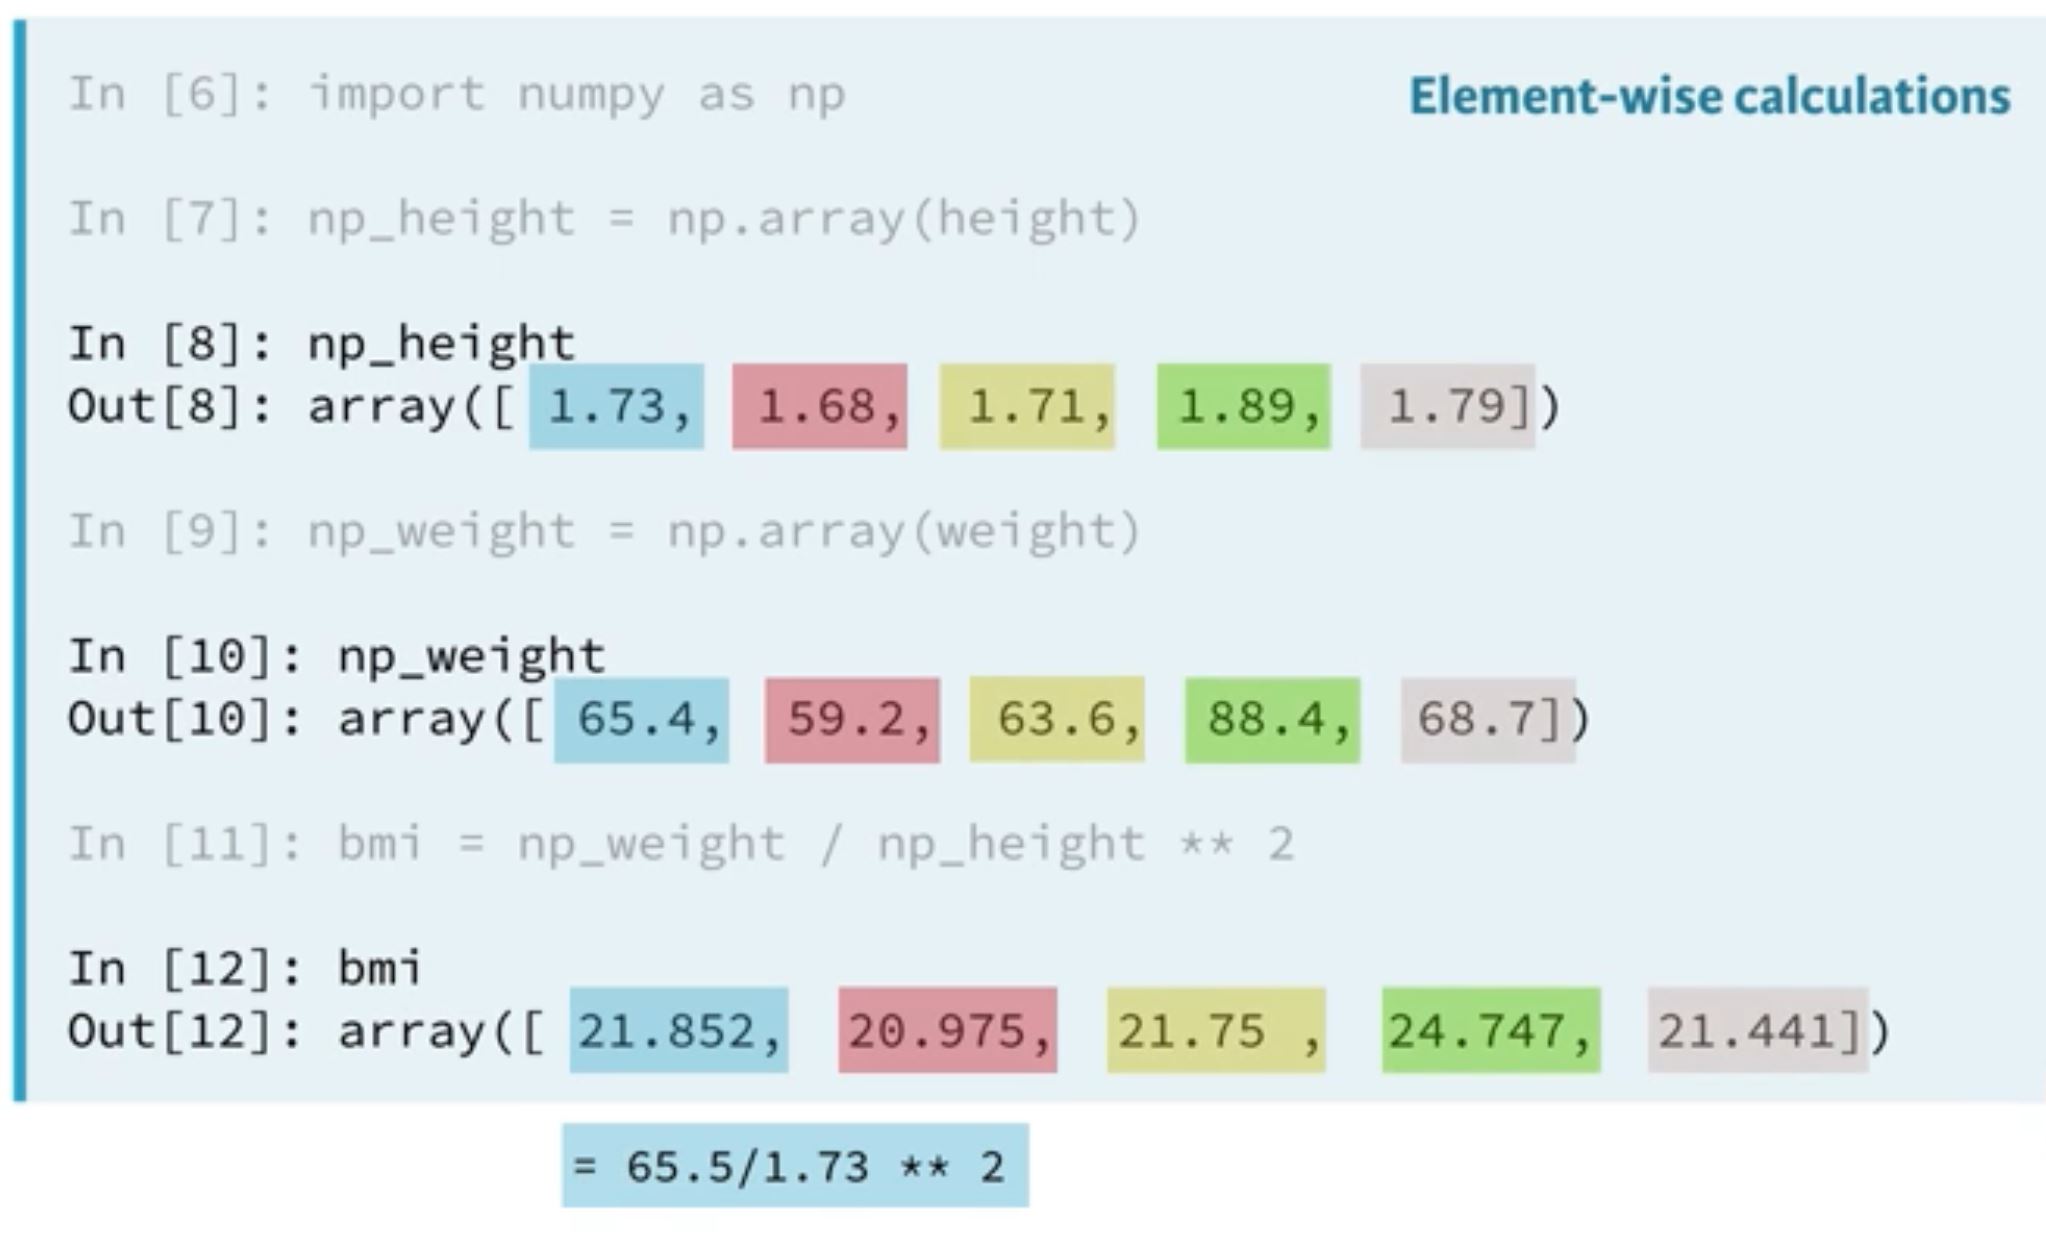 In [6]: import numpy as np
Element-wise calculations
In [7]: np_height = np.array(height)
In [8]: np_height
Out[8]: array([ 1.73, 1.68, 1.71, 1.89, 1.79])
In [9]: np_weight = np.array(weight)
In [10]: np_weight
Out[10]: array([ 65.4, 59.2, 63.6, 88.4, 68.7])
In [11]: bmi = np_weight / np_height ** 2
In [12]: bmi
Out[12]: array([ 21.852, 20.975, 21.75 , 24.747, 21.441])
= 65.5/1.73 ** 2